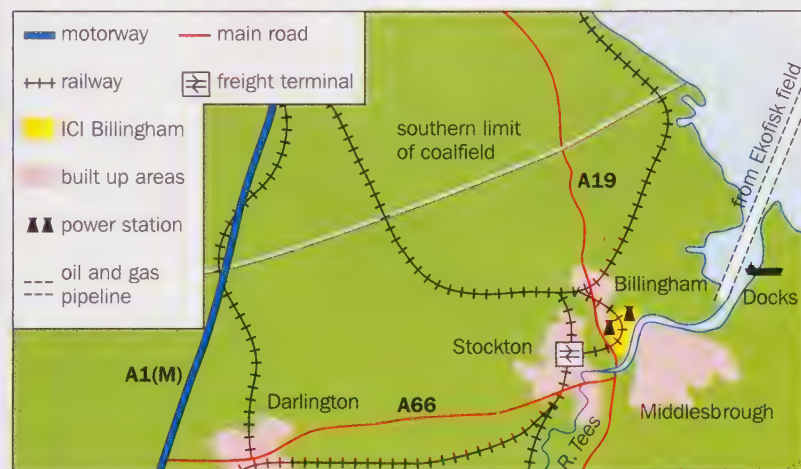 motorway
main road
railway
freight terminal
ICI Billingham
built up areas
power station
oil and gas
pipeline
southern limit
of coalfield
A19
from Ekofisk field
Billingham
Docks
Stockton
A1(M)
Darlington
A66
Middlesbrough
R. Tees